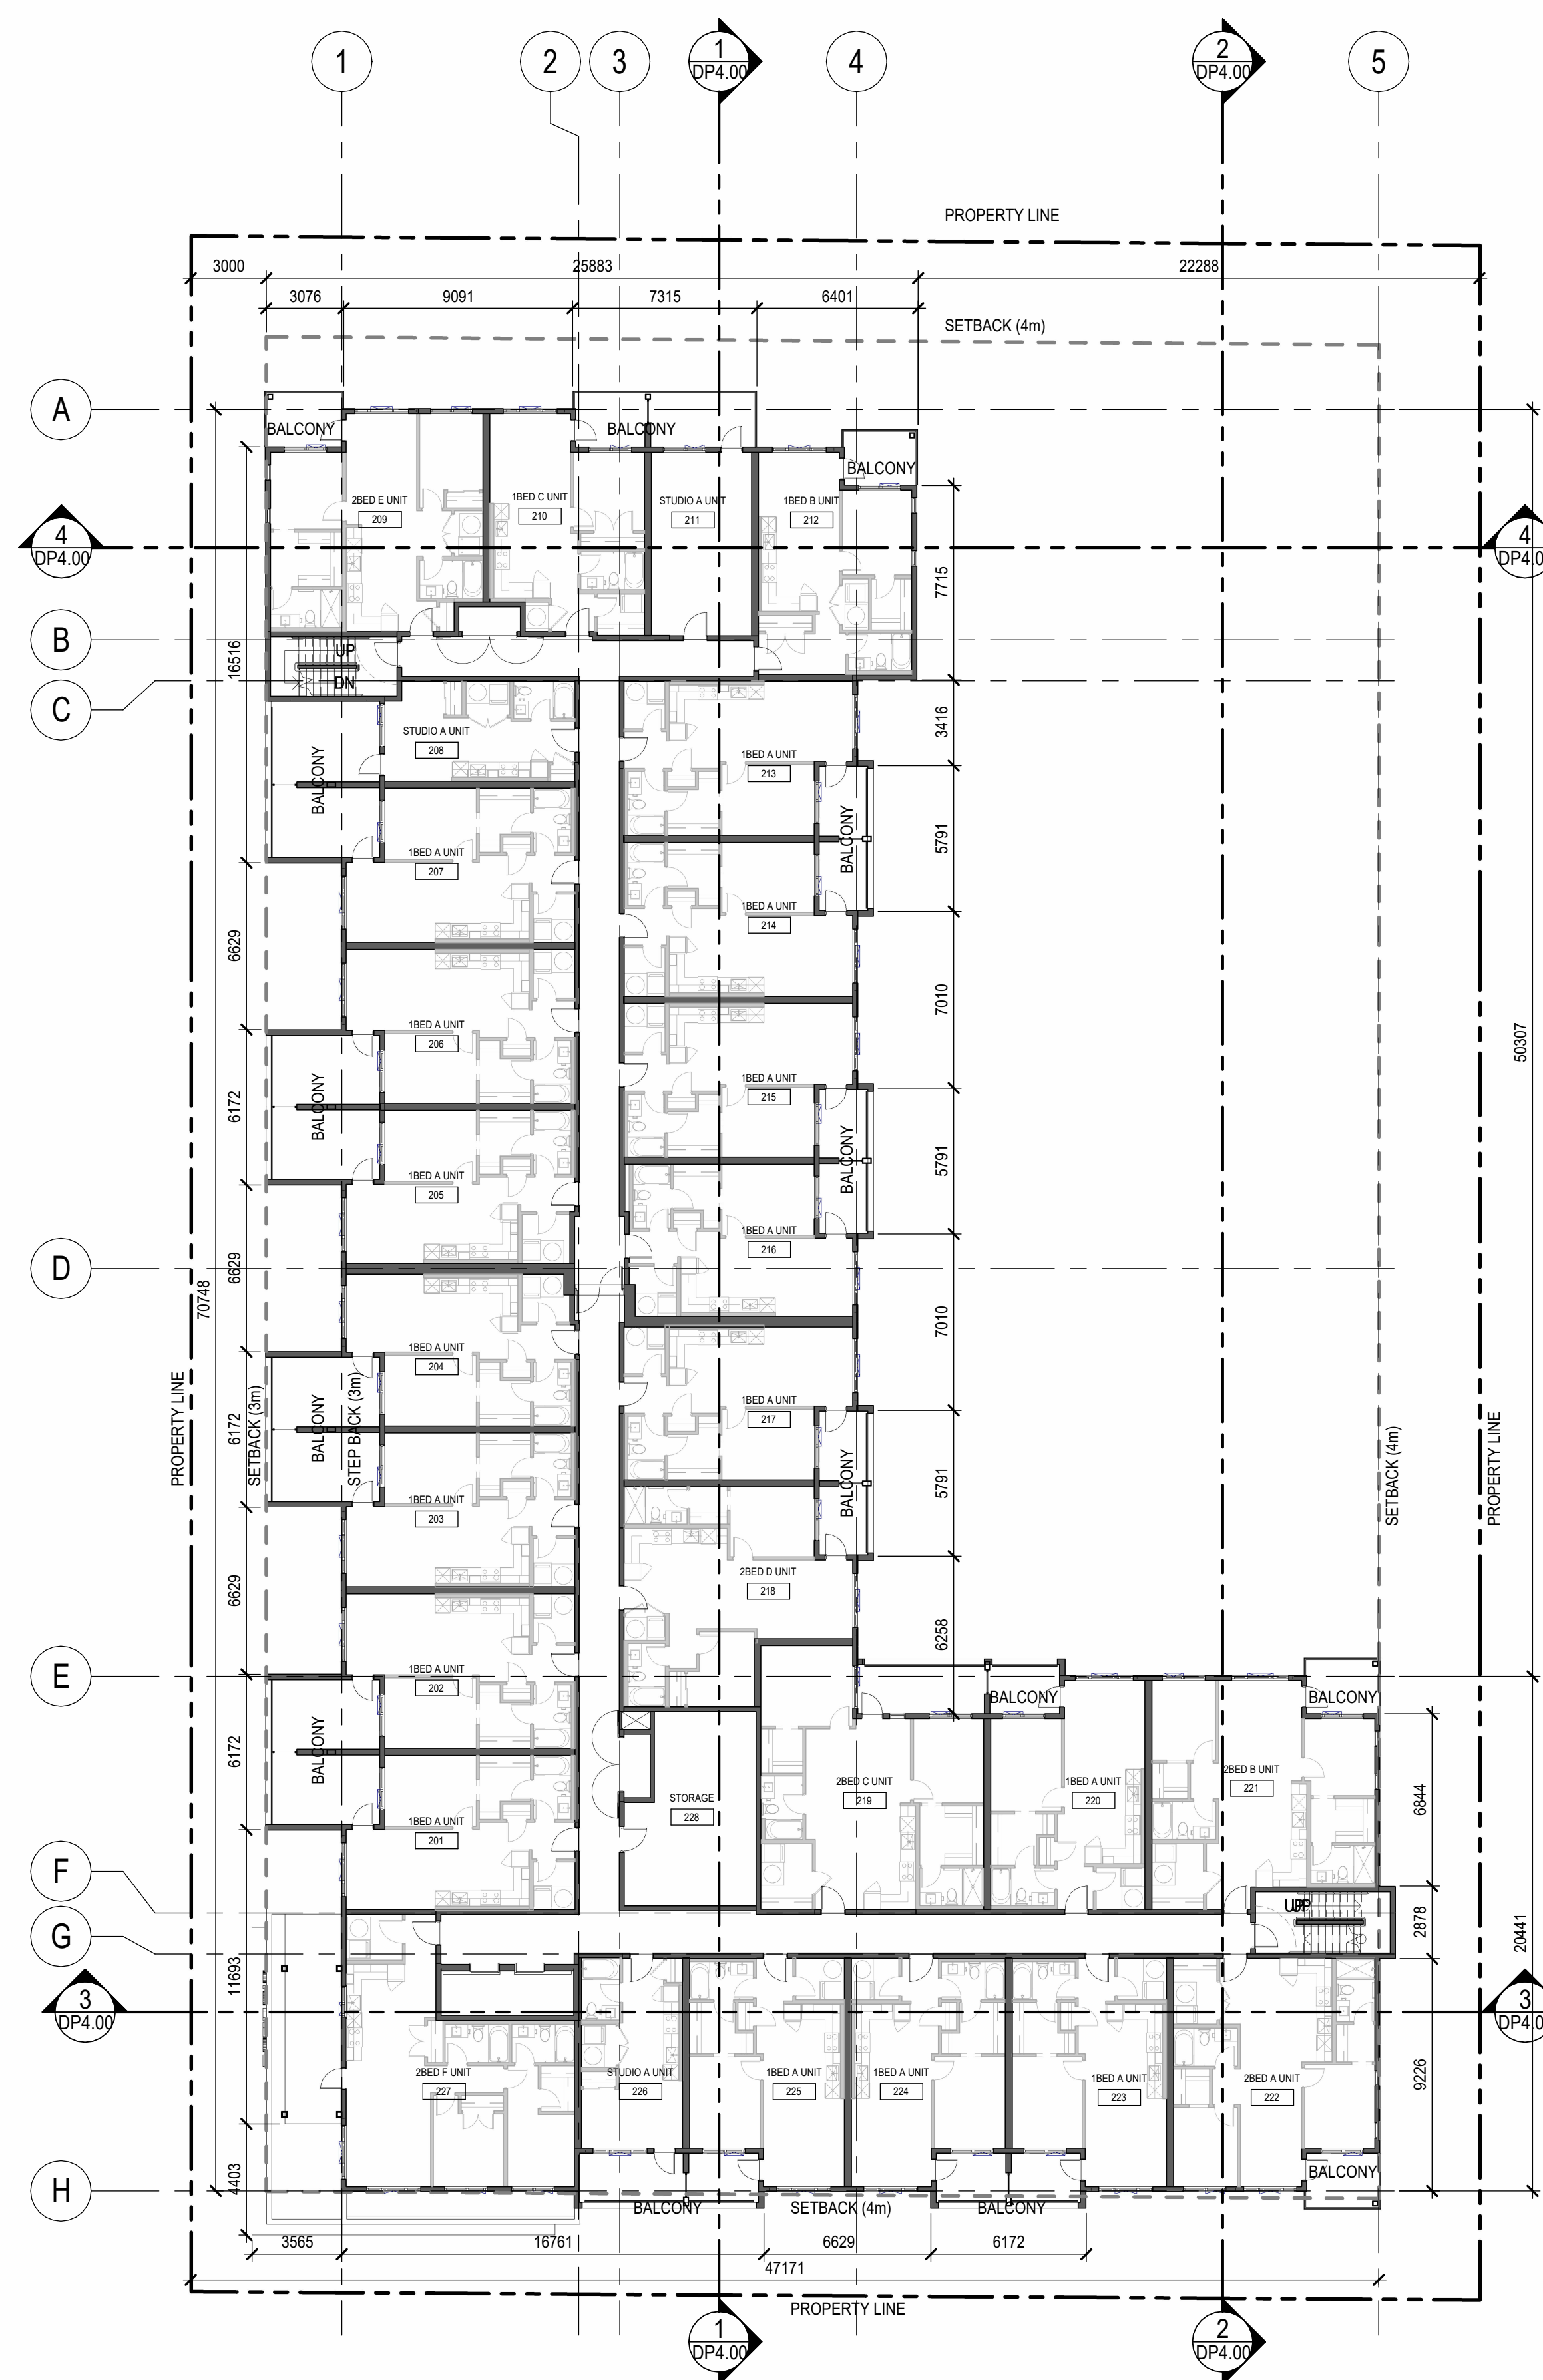 1
2
3
1
DP4.00
4
2
DP4.00
5
PROPERTY LINE
3000
25883
22288
3076
9091
7315
6401
SETBACK (4m)
A
BALCONY
BALCONY
BALCONY
2BED E UNIT
209
1BED C UNIT
210
STUDIO A UNIT
211
1BED B UNIT
212
4
DP4.00
4
DP4.0
7715
B
16516
UP
DN
C
STUDIO A UNIT
208
3416
1BED A UNIT
213
BALCONY
5791
BALCONY
1BED A UNIT
207
1BED A UNIT
214
6629
7010
50307
1BED A UNIT
206
1BED A UNIT
215
6172
BALCONY
5791
BALCONY
1BED A UNIT
205
1BED A UNIT
216
D
6629
70748
7010
1BED A UNIT
204
1BED A UNIT
217
PROPERTY LINE
SETBACK (3m)
6172
BALCONY
STEP BACK (3m)
5791
BALCONY
SETBACK (4m)
PROPERTY LINE
1BED A UNIT
203
2BED D UNIT
218
6629
6258
E
1BED A UNIT
202
BALCONY
BALCONY
6172
BALCONY
STORAGE
228
2BED C UNIT
219
1BED A UNIT
220
2BED B UNIT
221
6844
1BED A UNIT
201
F
UP
UP
2878
G
20441
11693
3
DP4.00
3
DP4.0
2BED F UNIT
227
STUDIO A UNIT
226
1BED A UNIT
225
1BED A UNIT
224
1BED A UNIT
223
2BED A UNIT
222
9226
4403
H
BALCONY
BALCONY
SETBACK (4m)
BALCONY
3565
16761
6629
6172
47171
PROPERTY LINE
1
DP4.00
2
DP4.00